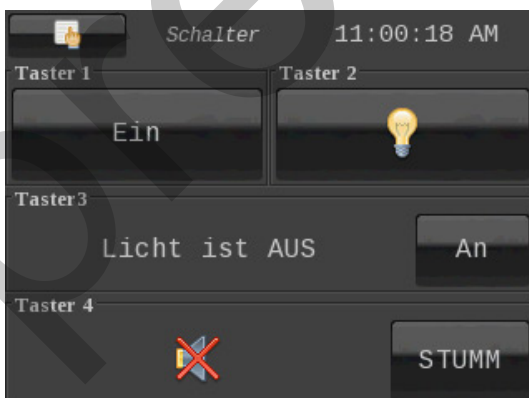 Schalter 11:00:18 AM
Taster 1 Taster 2
Ein
Taster3
Licht ist AUS An
Taster 4
STUMM